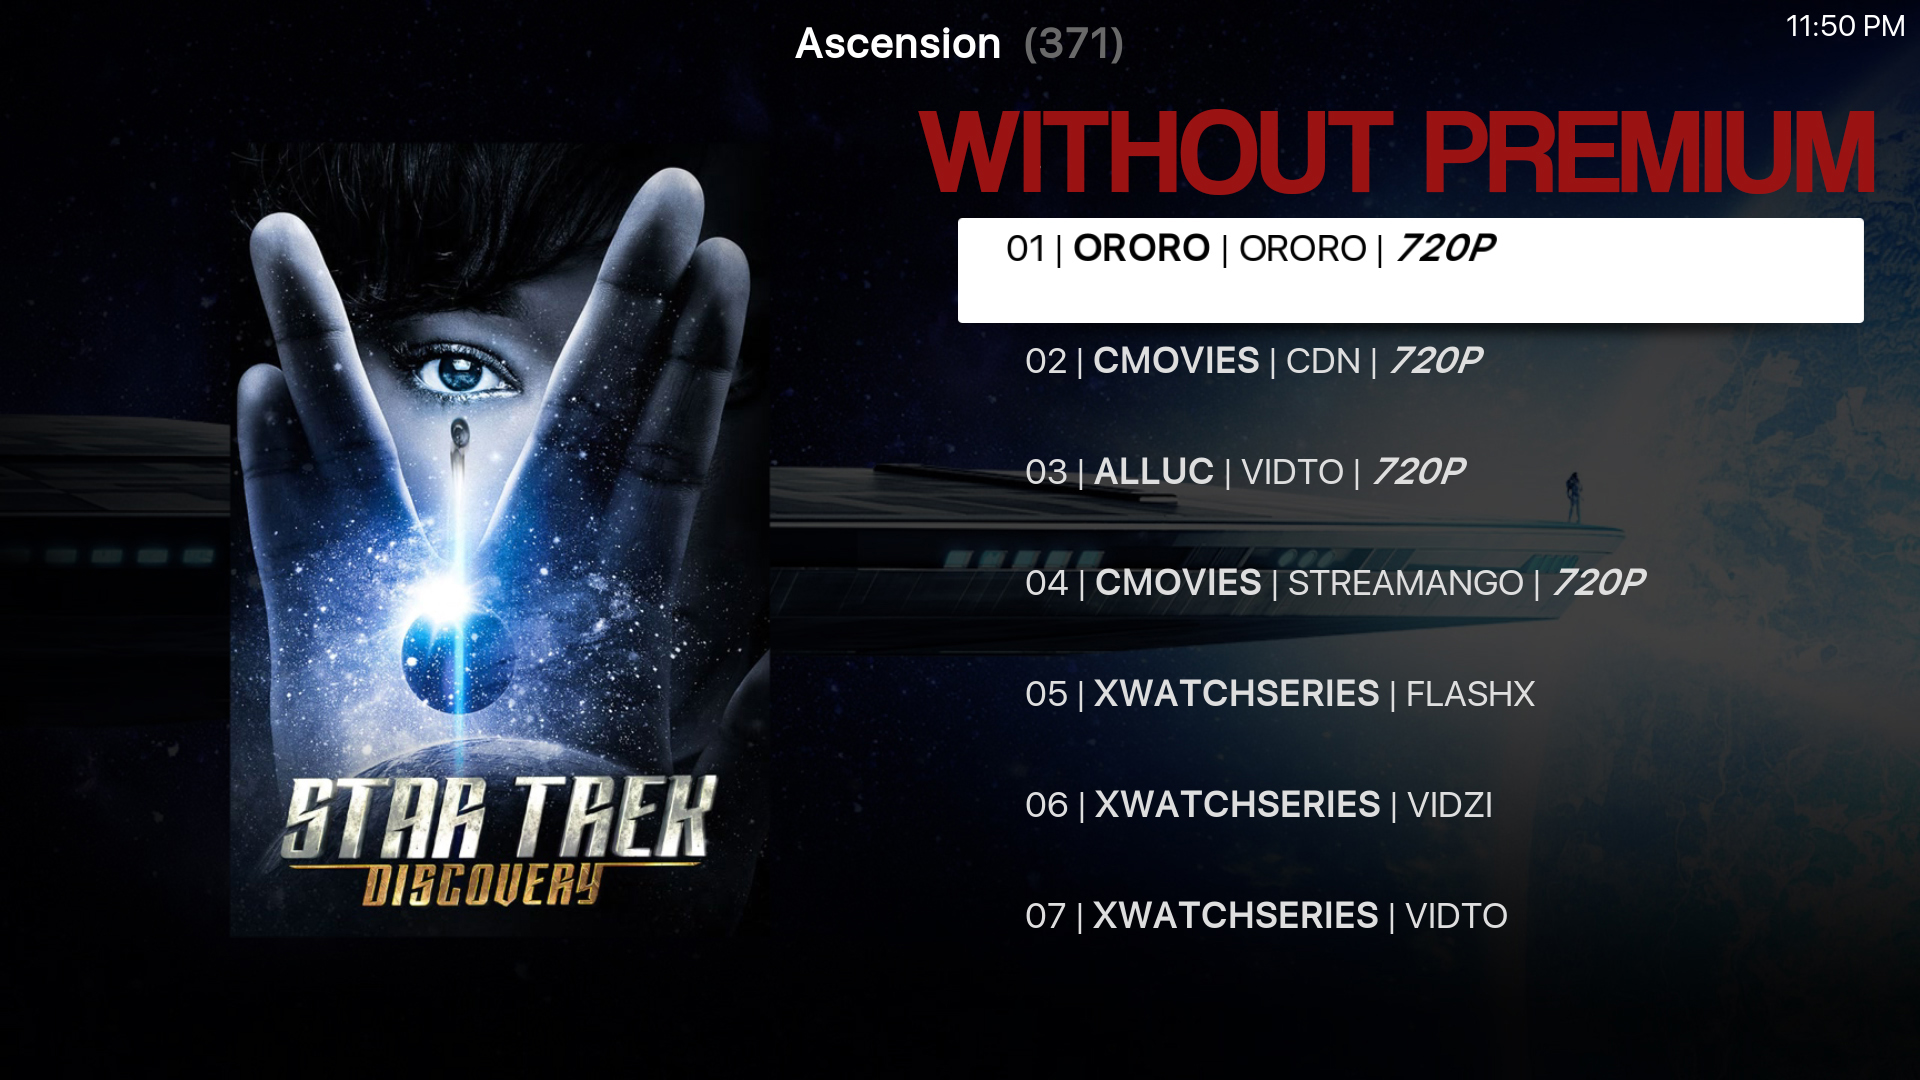 11:50 PM
Ascension (371)
WITHOUT PREMIUM
01 | ORORO | ORORO | 720P
02 | CMOVIES | CDN | 720P
03 | ALLUC | VIDTO | 720P
04 | CMOVIES | STREAMANGO | 720P
05 | XWATCHSERIES | FLASHX
06 | XWATCHSERIES | VIDZI
07 | XWATCHSERIES | VIDTO
STAR TREK
DISCOVERY